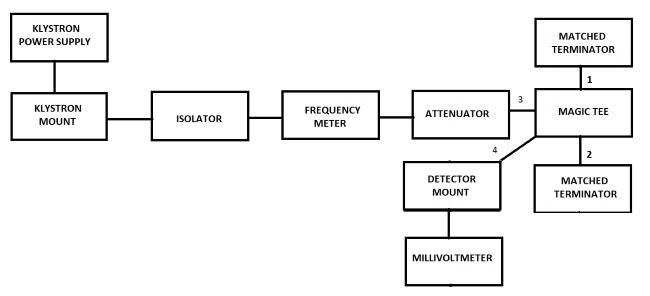 KLYSTRON
POWER SUPPLY
MATCHED
TERMINATOR
1
KLYSTRON
MOUNT
ISOLATOR
FREQUENCY
METER
ATTENUATOR
3
MAGIC TEE
4
2
DETECTOR
MOUNT
MATCHED
TERMINATOR
MILLIVOLTMETER